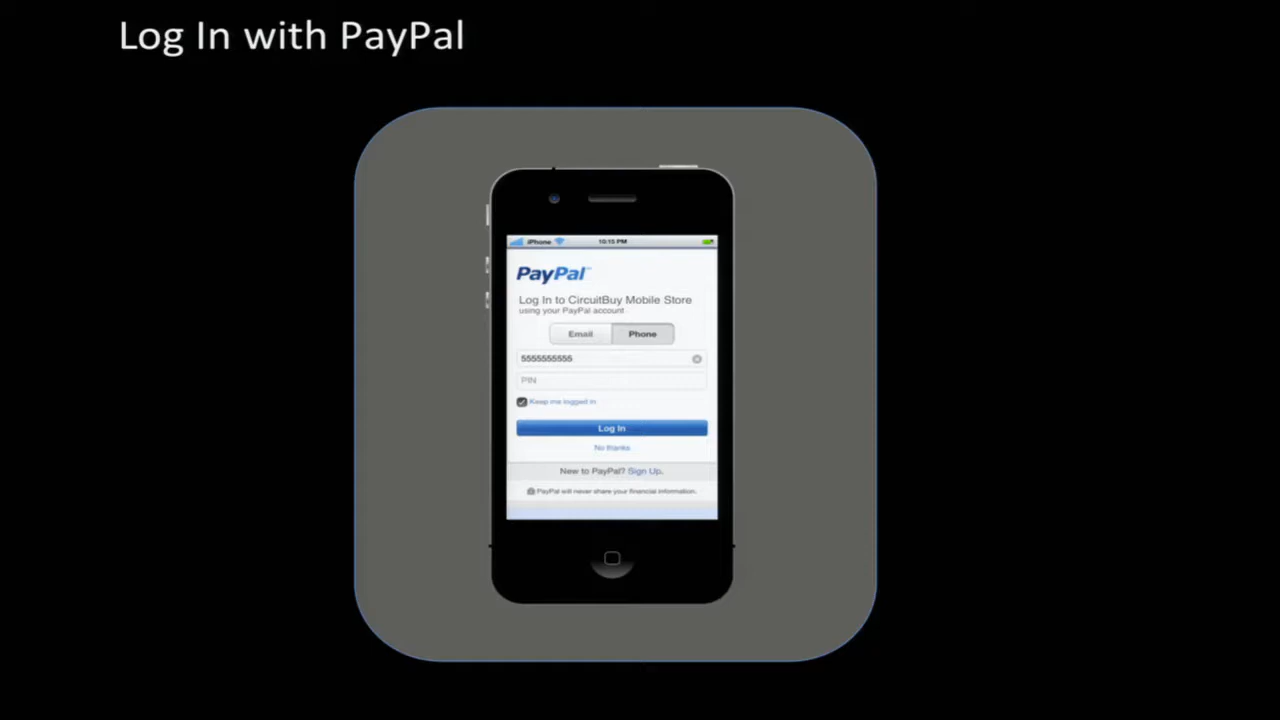 Log In with PayPal
iPhone 10:15 PM
PayPal™
Log In to CircuitBuy Mobile Store
using your PayPal account
Email Phone
5555555555
PIN
Keep me logged in
Log In
No thanks
New to PayPal? Sign Up.
PayPal will never share your financial information.